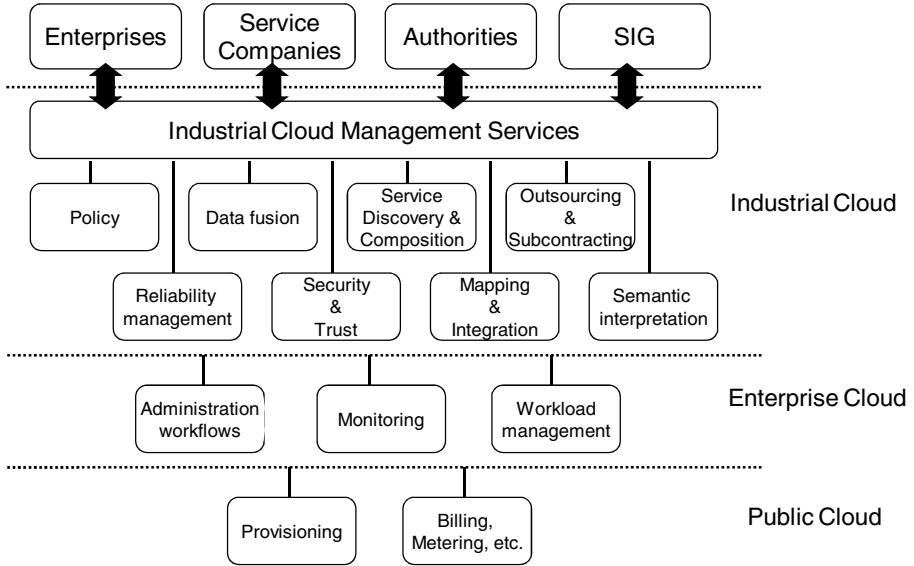 Enterprises
Service
Companies
Authorities
SIG
Industrial Cloud Management Services
Policy
Data fusion
Service
Discovery &
Composition
Outsourcing
&
Subcontracting
Industrial Cloud
Reliability
management
Security
&
Trust
Mapping
&
Integration
Semantic
interpretation
Administration
workflows
Monitoring
Workload
management
Enterprise Cloud
Provisioning
Billing,
Metering, etc.
Public Cloud